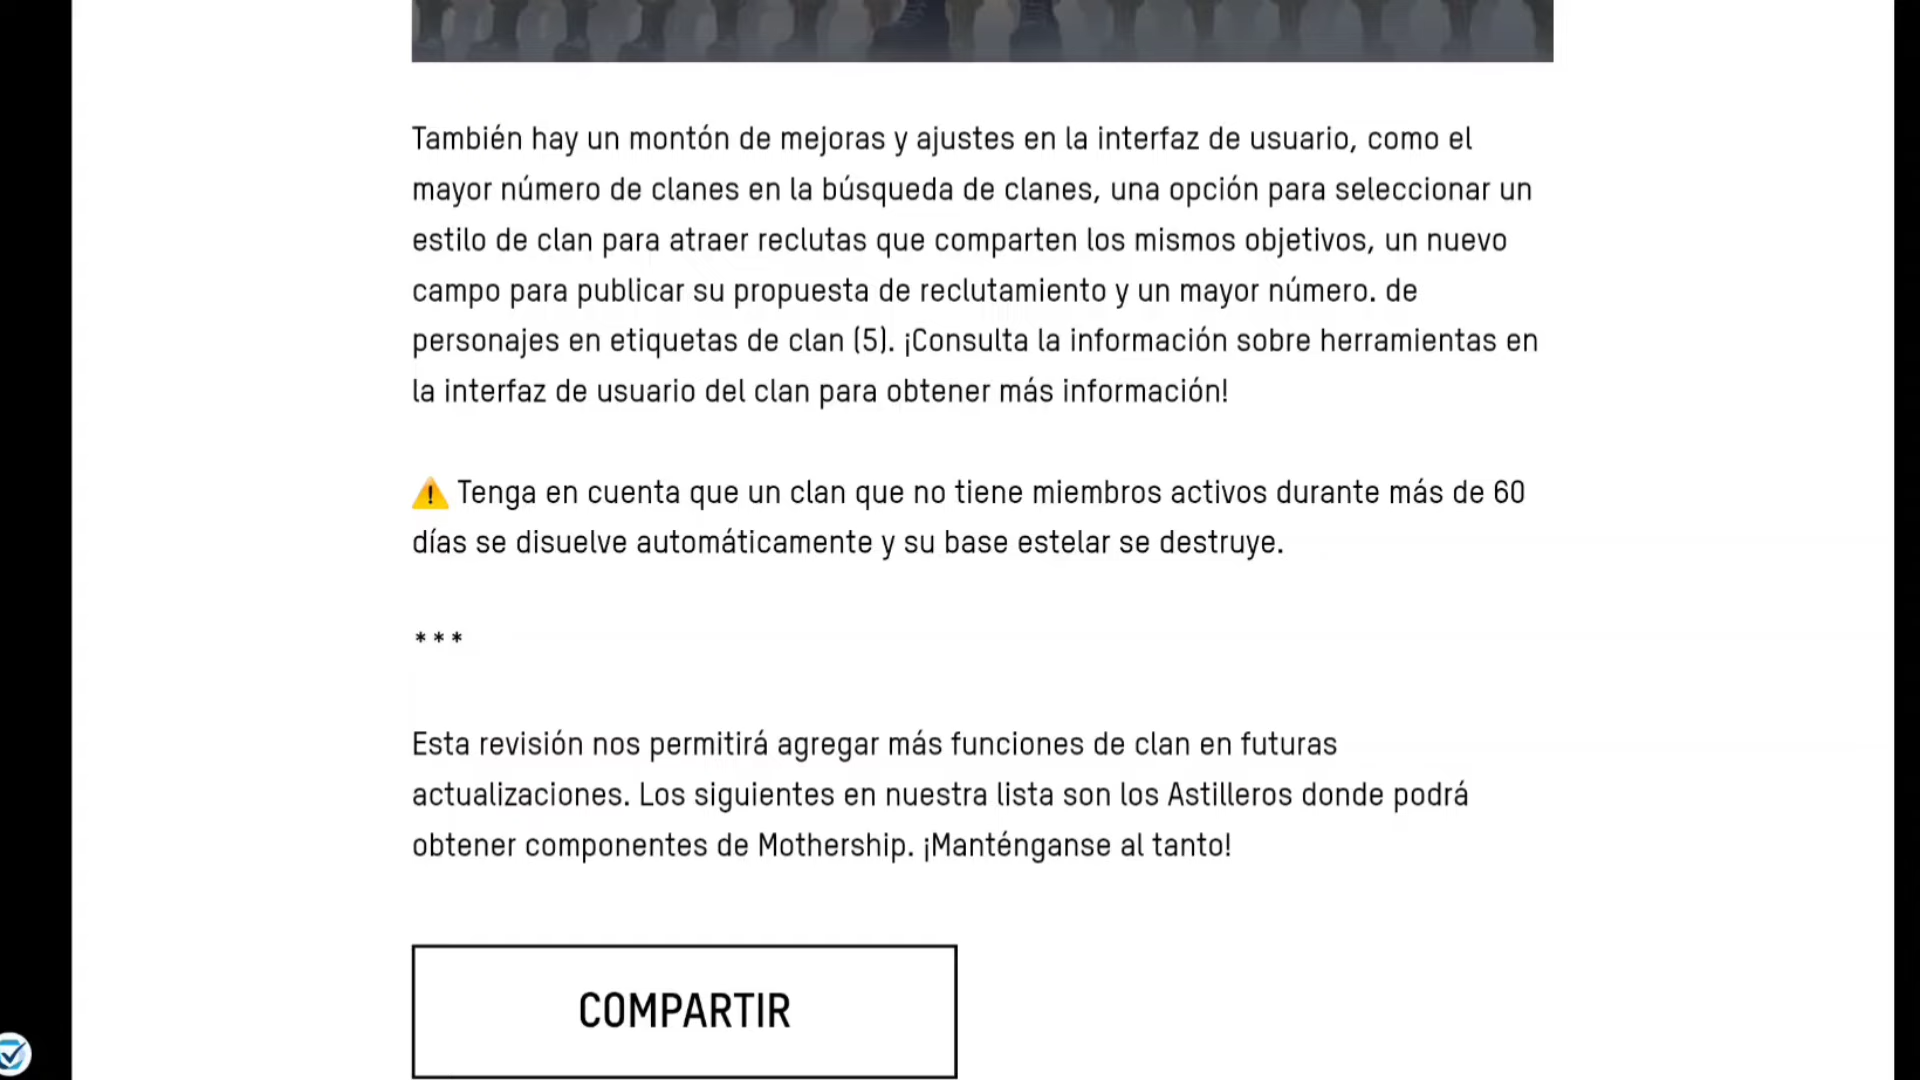 También hay un montón de mejoras y ajustes en la interfaz de usuario, como el
mayor número de clanes en la búsqueda de clanes, una opción para seleccionar un
estilo de clan para atraer reclutas que comparten los mismos objetivos, un nuevo
campo para publicar su propuesta de reclutamiento y un mayor número. de
personajes en etiquetas de clan (5). ¡Consulta la información sobre herramientas en
la interfaz de usuario del clan para obtener más información!
⚠️ Tenga en cuenta que un clan que no tiene miembros activos durante más de 60
días se disuelve automáticamente y su base estelar se destruye.
***
Esta revisión nos permitirá agregar más funciones de clan en futuras
actualizaciones. Los siguientes en nuestra lista son los Astilleros donde podrá
obtener componentes de Mothership. ¡Manténganse al tanto!
COMPARTIR